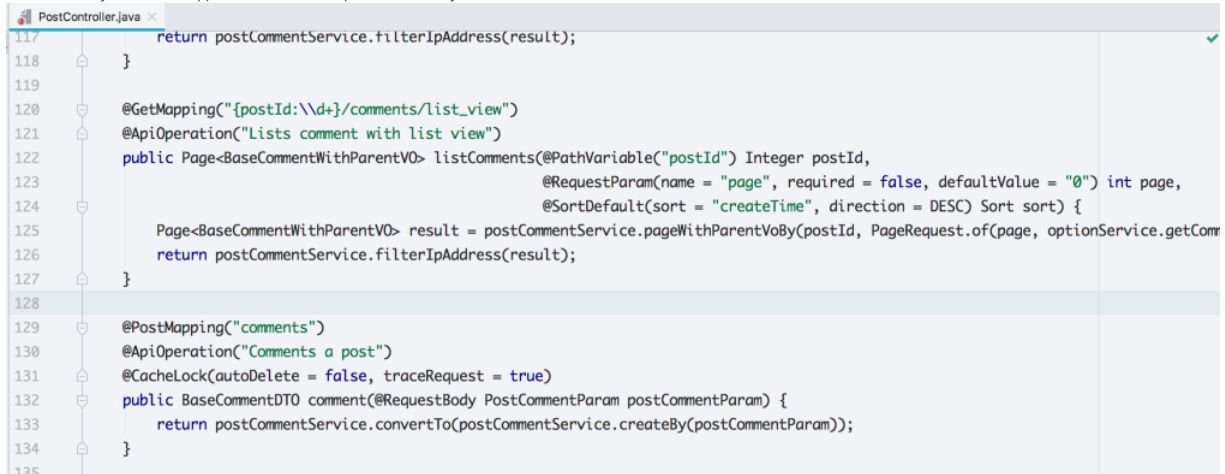 PostController.java
117 return postCommentService.filterIpAddress(result);
118 }
119
120 @GetMapping("{postId:\\d+}/comments/list_view")
121 @ApiOperation("Lists comment with list view")
122 public Page<BaseCommentWithParentVO> listComments(@PathVariable("postId") Integer postId,
123 @RequestParam(name = "page", required = false, defaultValue = "0") int page,
124 @SortDefault(sort = "createTime", direction = DESC) Sort sort) {
125 Page<BaseCommentWithParentVO> result = postCommentService.pageWithParentVoBy(postId, PageRequest.of(page, optionService.getComm
126 return postCommentService.filterIpAddress(result);
127 }
128
129 @PostMapping("comments")
130 @ApiOperation("Comments a post")
131 @CacheLock(autoDelete = false, traceRequest = true)
132 public BaseCommentDTO comment(@RequestBody PostCommentParam postCommentParam) {
133 return postCommentService.convertTo(postCommentService.createBy(postCommentParam));
134 }
135